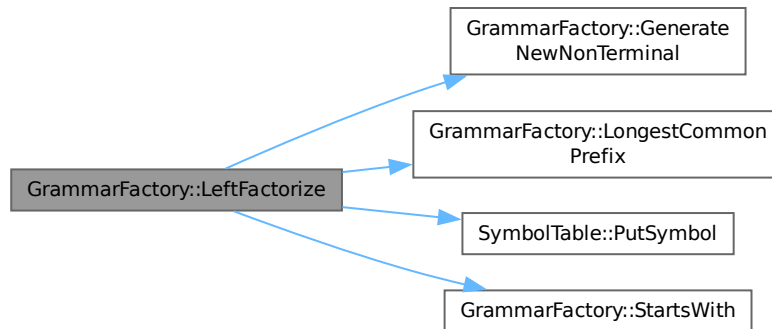 GrammarFactory::Generate
NewNonTerminal
GrammarFactory::LongestCommon
Prefix
GrammarFactory::LeftFactorize
SymbolTable::PutSymbol
GrammarFactory::StartsWith